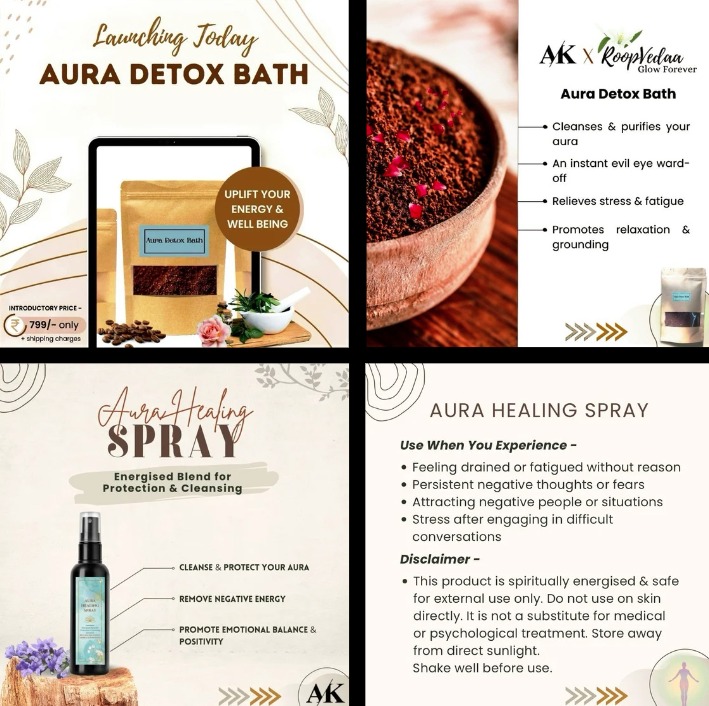 Launching Today
AURA DETOX BATH
UPLIFT YOUR
ENERGY &
WELL BEING
Aura Detox Bath
INTRODUCTORY PRICE -
₹ 799/- only
+ shipping charges
AK X RoopVedaa
Glow Forever
Aura Detox Bath
Cleanses & purifies your
aura
An instant evil eye ward-
off
Relieves stress & fatigue
Promotes relaxation &
grounding
Aura Healing
SPRAY
Energised Blend for
Protection & Cleansing
AURA
HEALING
SPRAY
CLEANSE & PROTECT YOUR AURA
REMOVE NEGATIVE ENERGY
PROMOTE EMOTIONAL BALANCE &
POSITIVITY
AK
AURA HEALING SPRAY
Use When You Experience -
• Feeling drained or fatigued without reason
• Persistent negative thoughts or fears
• Attracting negative people or situations
• Stress after engaging in difficult
conversations
Disclaimer -
• This product is spiritually energised & safe
for external use only. Do not use on skin
directly. It is not a substitute for medical
or psychological treatment. Store away
from direct sunlight.
Shake well before use.